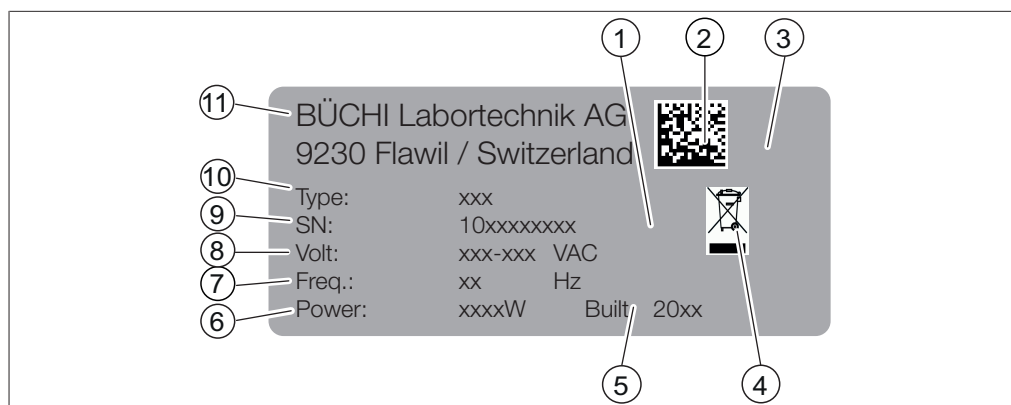 1 2 3
11 BÜCHI Labortechnik AG
9230 Flawil / Switzerland
10 Type: xxx
9 SN: 10xxxxxxxx
8 Volt: xxx-xxx VAC
7 Freq.: xx Hz
6 Power: xxxxW Built 20xx
5 4